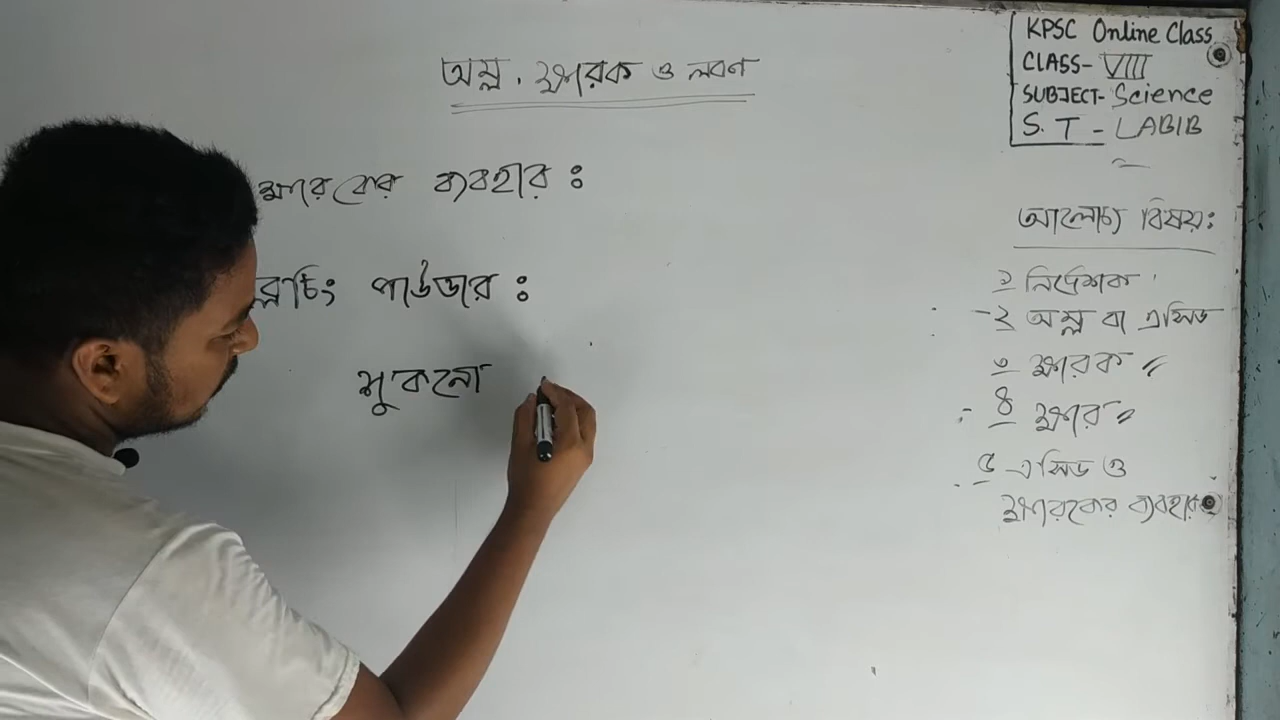 অম্ল, ক্ষারক ও লবণ
ক্ষারকের ব্যবহার ঃ
ব্লিচিং পাউডার ঃ
শুকনো
KPSC Online Class
CLASS- VIII
SUBJECT- Science
S. T - LABIB
আলোচ্য বিষয়ঃ
১ নির্দেশক
২ অম্ল বা এসিড
৩ ক্ষারক "
৪ ক্ষার "
৫ এসিড ও
ক্ষারকের ব্যবহার